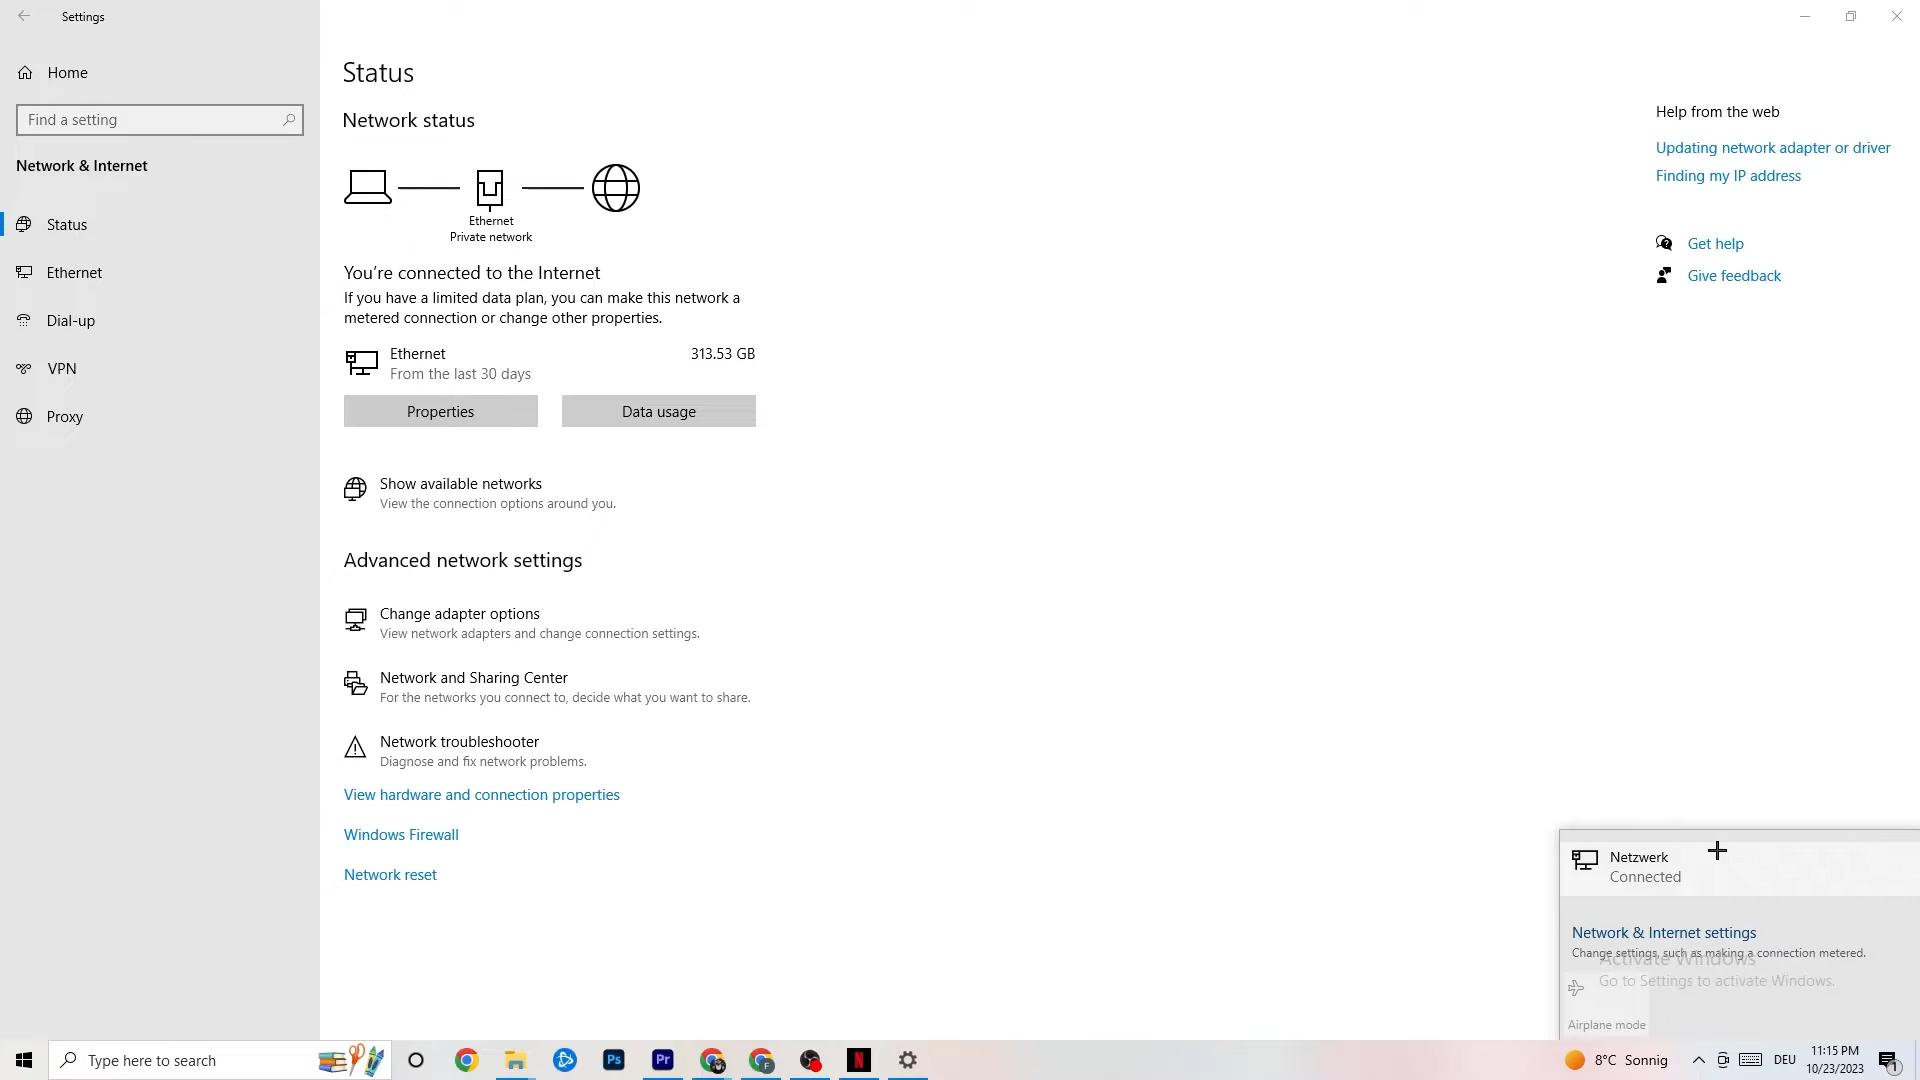 Settings
Home
Find a setting
Network & Internet
Status
Ethernet
Dial-up
VPN
Proxy
Status
Network status
Ethernet
Private network
You’re connected to the Internet
If you have a limited data plan, you can make this network a
metered connection or change other properties.
Ethernet 313.53 GB
From the last 30 days
Properties Data usage
Show available networks
View the connection options around you.
Advanced network settings
Change adapter options
View network adapters and change connection settings.
Network and Sharing Center
For the networks you connect to, decide what you want to share.
Network troubleshooter
Diagnose and fix network problems.
View hardware and connection properties
Windows Firewall
Network reset
Help from the web
Updating network adapter or driver
Finding my IP address
Get help
Give feedback
Netzwerk
Connected
Network & Internet settings
Change settings, such as making a connection metered.
Activate Windows
Go to Settings to activate Windows.
Airplane mode
Type here to search
Ps
Pr
F
N
8°C Sonnig
DEU
11:15 PM
10/23/2023
1